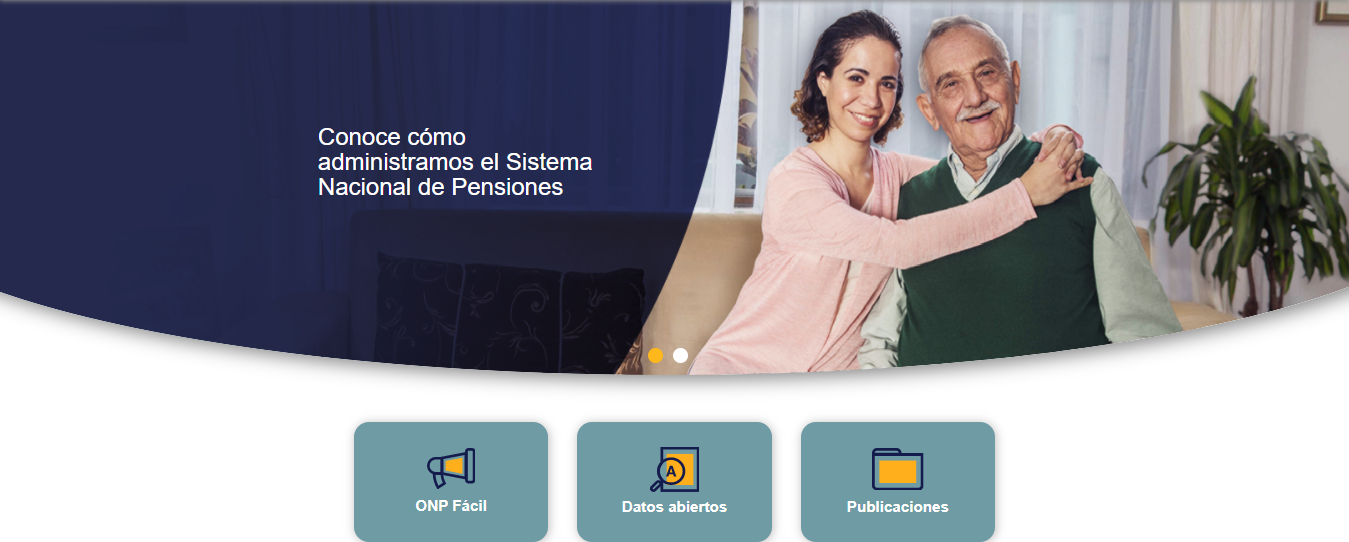 Conoce cómo
administramos el Sistema
Nacional de Pensiones
A
ONP Fácil
Datos abiertos
Publicaciones